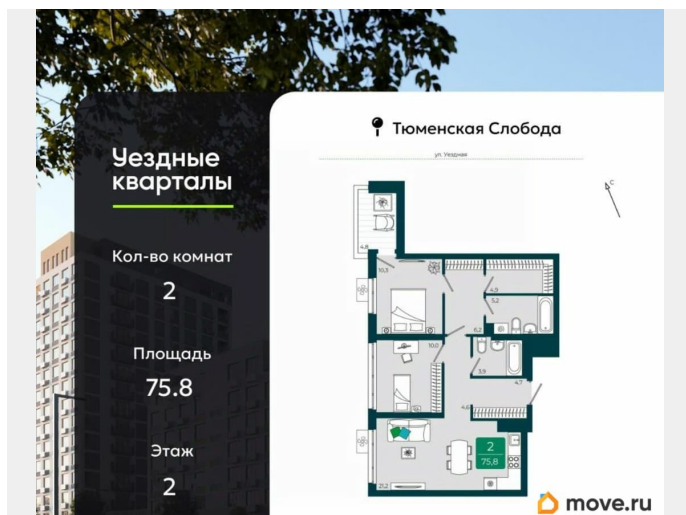 Уездные
кварталы
Кол-во комнат
2
Площадь
75.8
Этаж
2
Тюменская Слобода
ул. Уездная
С
4,8
10,3
4,9
5,2
6,2
10,0
3,9
4,7
4,6
2
75,8
21,2
move.ru